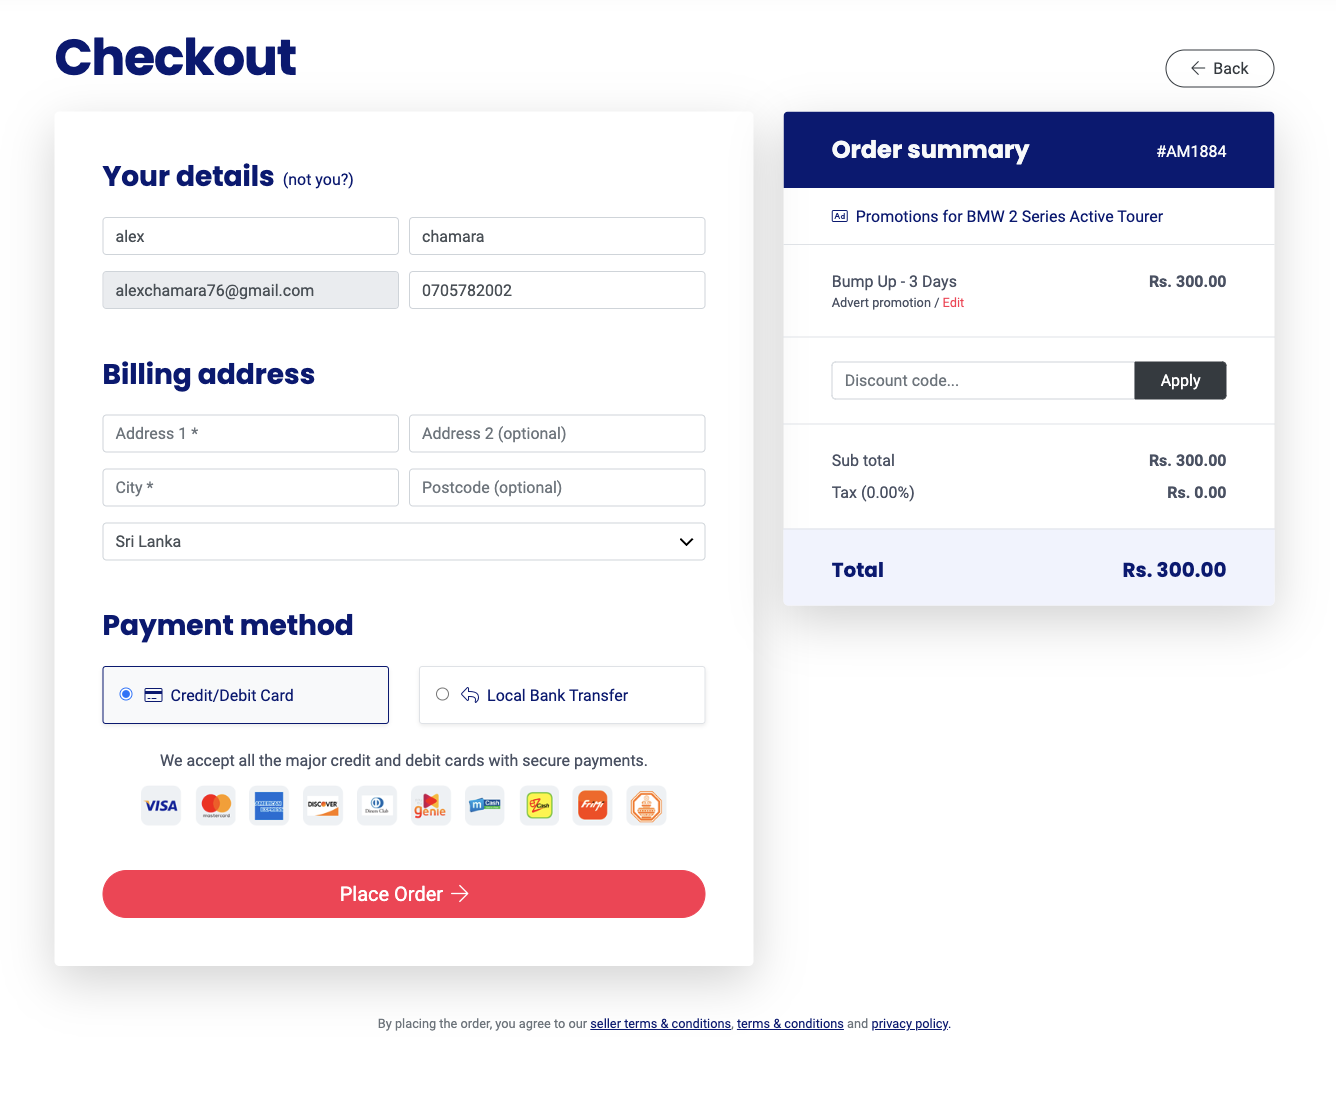 Checkout
Back
Your details (not you?)
alex
chamara
alexchamara76@gmail.com
0705782002
Billing address
Address 1 *
Address 2 (optional)
City *
Postcode (optional)
Sri Lanka
Payment method
Credit/Debit Card
Local Bank Transfer
We accept all the major credit and debit cards with secure payments.
VISA
mastercard
AMERICAN EXPRESS
DISCOVER
Diners Club
genie
mCash
eZ Cash
FriMi
Place Order
Order summary #AM1884
Ad Promotions for BMW 2 Series Active Tourer
Bump Up - 3 Days Rs. 300.00
Advert promotion / Edit
Discount code... Apply
Sub total Rs. 300.00
Tax (0.00%) Rs. 0.00
Total Rs. 300.00
By placing the order, you agree to our seller terms & conditions, terms & conditions and privacy policy.